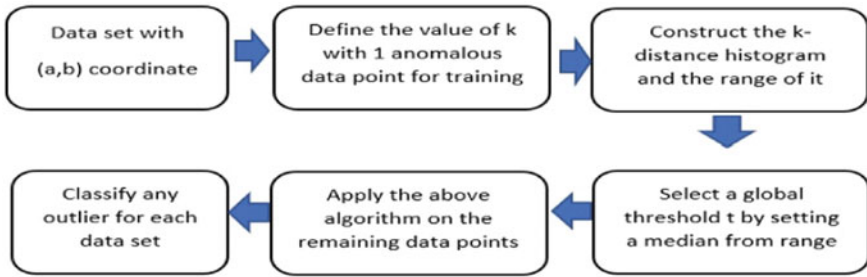 Data set with
(a,b) coordinate
Define the value of k
with 1 anomalous
data point for training
Construct the k-
distance histogram
and the range of it
Select a global
threshold t by setting
a median from range
Apply the above
algorithm on the
remaining data points
Classify any
outlier for each
data set